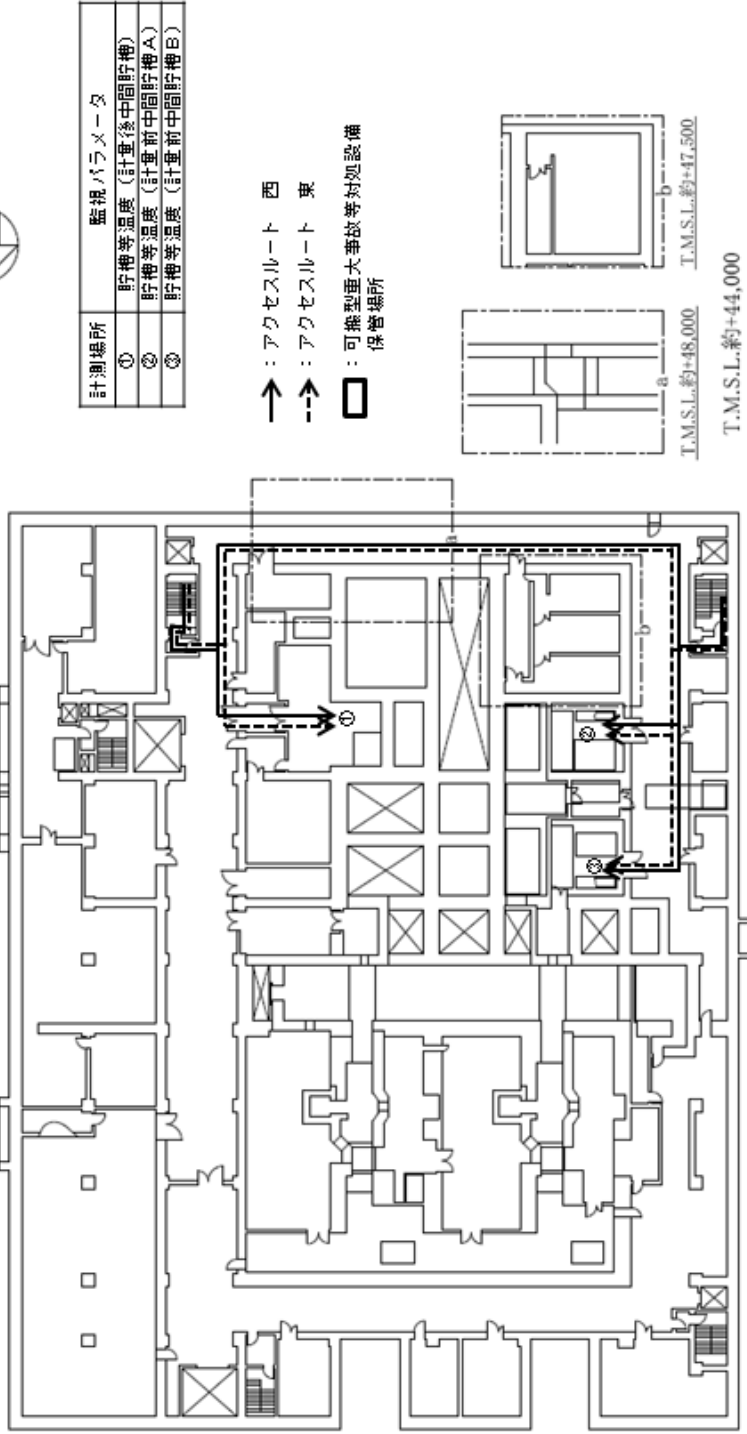 計測場所 監視パラメータ
① 貯槽等温度（計量後中間貯槽）
② 貯槽等温度（計量前中間貯槽A）
③ 貯槽等温度（計量前中間貯槽B）
：アクセスルート 西
：アクセスルート 東
：可搬型重大事故等対処設備
保管場所
a
b
①
②
③
a
T.M.S.L.約+48,000
b
T.M.S.L.約+47,500
T.M.S.L.約+44,000